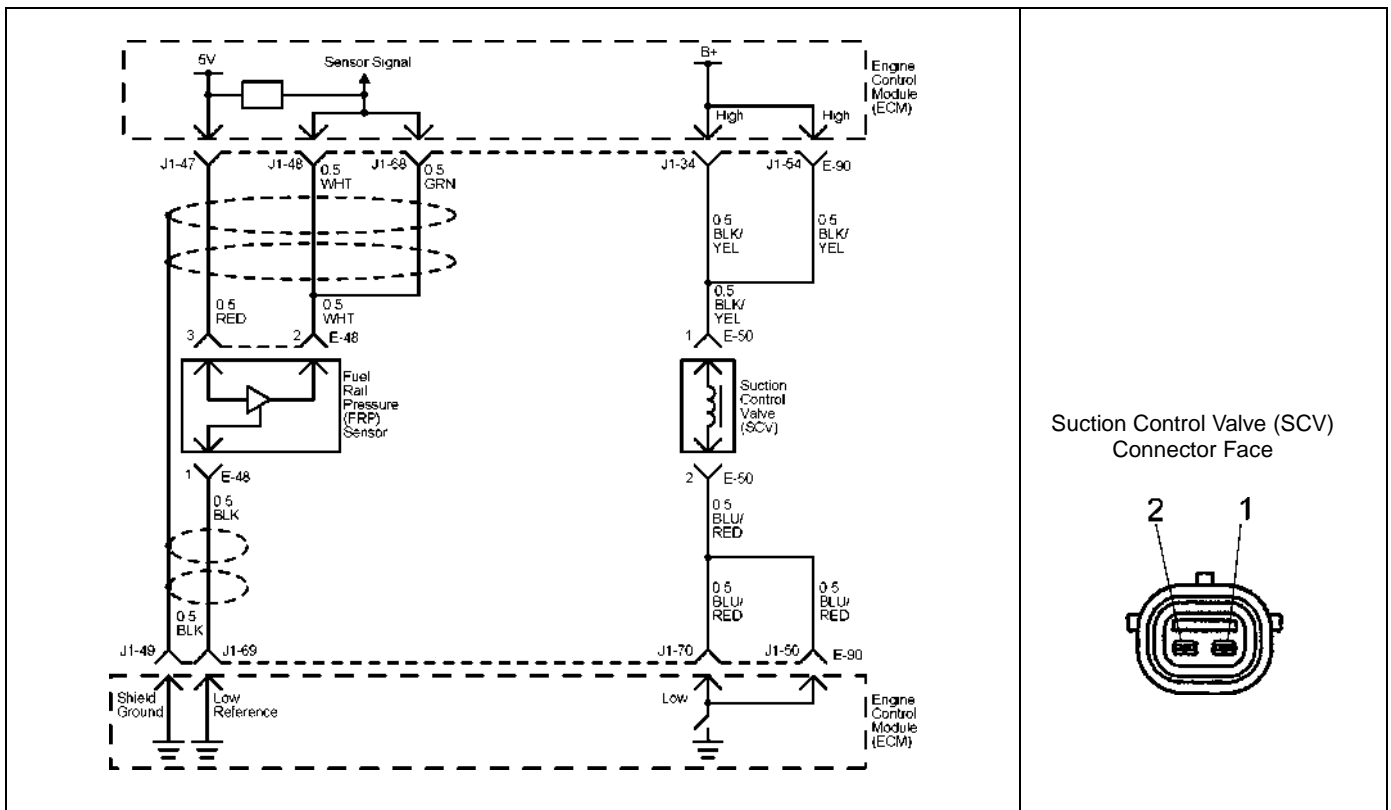 5V
Sensor Signal
B+
Engine
Control
Module
(ECM)
High
High
J1-47
J1-48
J1-68
J1-34
J1-54
E-90
0.5
WHT
0 5
GRN
0 5
BLK/
YEL
0 5
BLK/
YEL
0 5
RED
0 5
WHT
0.5
BLK/
YEL
3
2
E-48
1
E-50
Fuel
Rail
Pressure
(FRP)
Sensor
Suction
Control
Valve
(SCV)
1
E-48
2
E-50
0 5
BLK
0 5
BLU/
RED
0 5
BLK
0 5
BLU/
RED
0 5
BLU/
RED
J1-49
J1-69
J1-70
J1-50
E-90
Shield
Ground
Low
Reference
Low
Engine
Control
Module
(ECM)
Suction Control Valve (SCV)
Connector Face
2
1